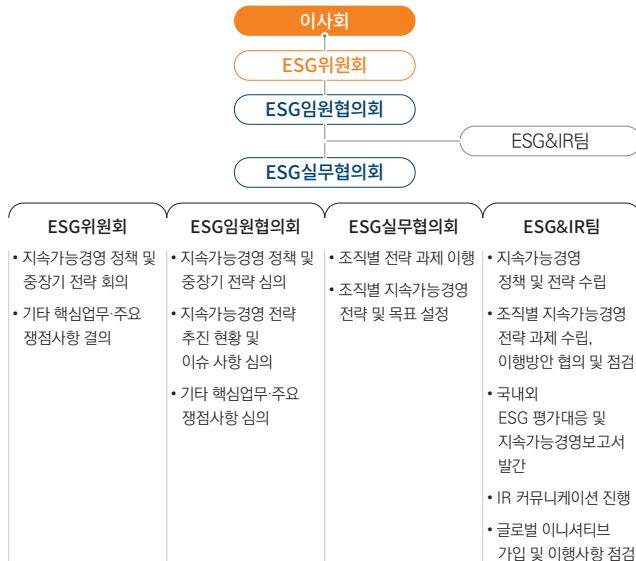 이사회
ESG위원회
ESG임원협의회
ESG&IR팀
ESG실무협의회
ESG위원회
• 지속가능경영 정책 및
중장기 전략 회의
• 기타 핵심업무·주요
쟁점사항 결의
ESG임원협의회
• 지속가능경영 정책 및
중장기 전략 심의
• 지속가능경영 전략
추진 현황 및
이슈 사항 심의
• 기타 핵심업무·주요
쟁점사항 심의
ESG실무협의회
• 조직별 전략 과제 이행
• 조직별 지속가능경영
전략 및 목표 설정
ESG&IR팀
• 지속가능경영
정책 및 전략 수립
• 조직별 지속가능경영
전략 과제 수립,
이행방안 협의 및 점검
• 국내외
ESG 평가대응 및
지속가능경영보고서
발간
• IR 커뮤니케이션 진행
• 글로벌 이니셔티브
가입 및 이행사항 점검